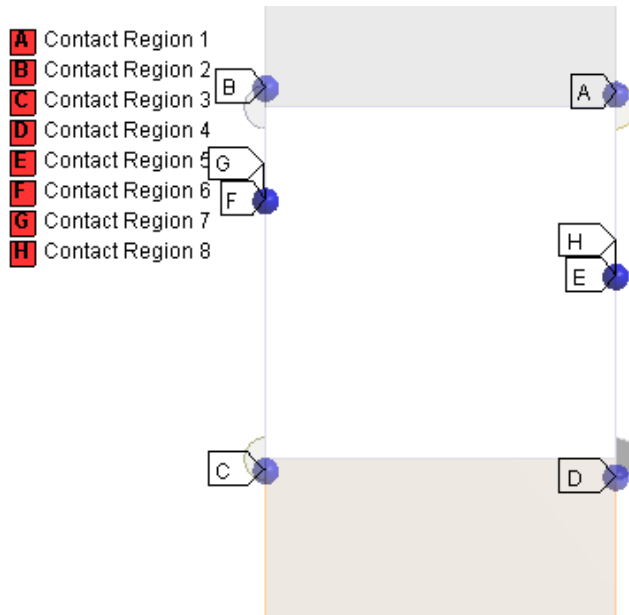 A Contact Region 1
B Contact Region 2
C Contact Region 3
D Contact Region 4
E Contact Region 5
F Contact Region 6
G Contact Region 7
H Contact Region 8
B
A
G
F
H
E
C
D